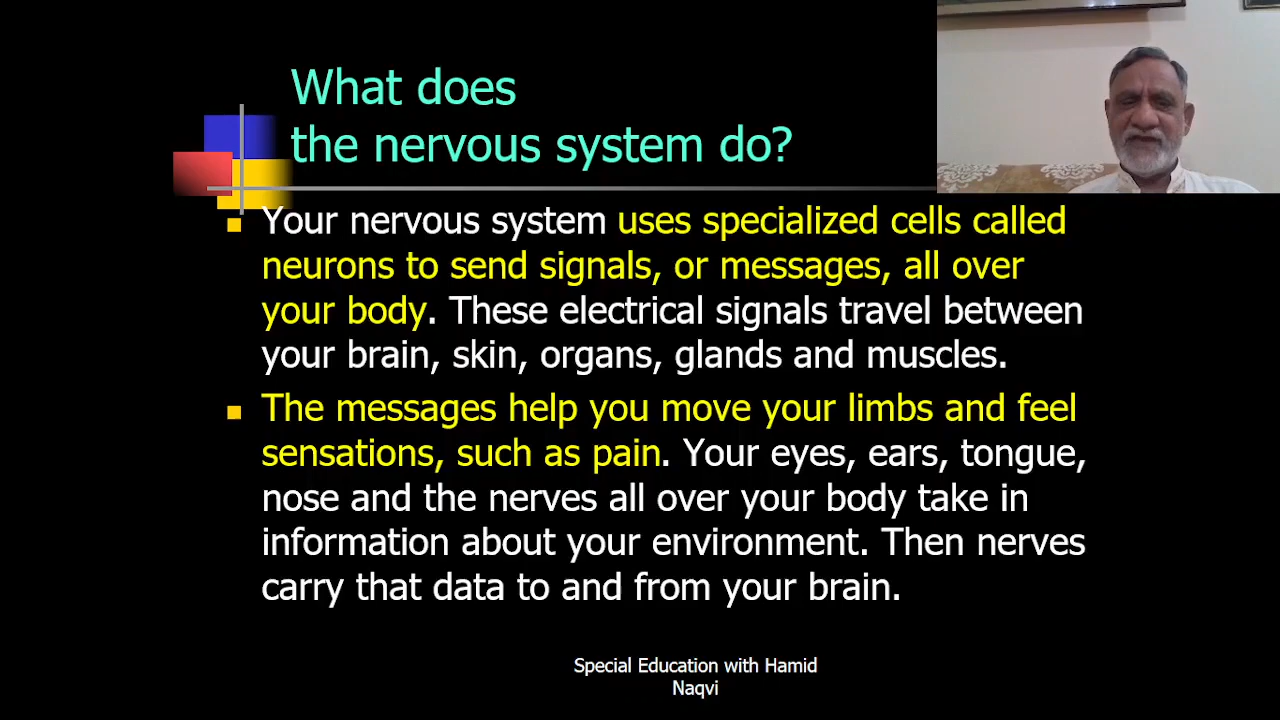 What does
the nervous system do?
Your nervous system uses specialized cells called
neurons to send signals, or messages, all over
your body. These electrical signals travel between
your brain, skin, organs, glands and muscles.
The messages help you move your limbs and feel
sensations, such as pain. Your eyes, ears, tongue,
nose and the nerves all over your body take in
information about your environment. Then nerves
carry that data to and from your brain.
Special Education with Hamid
Naqvi